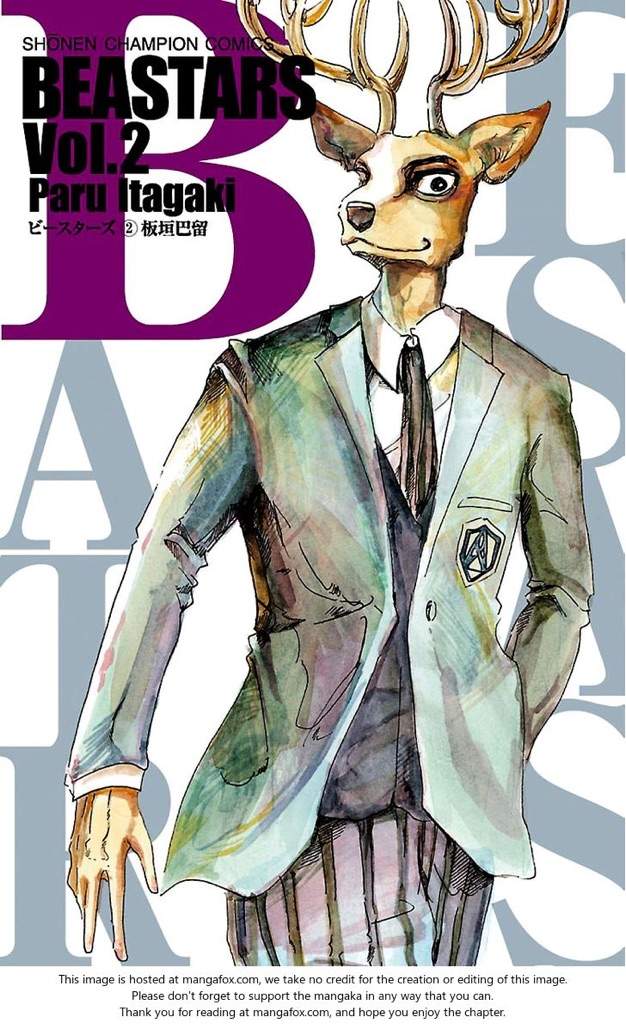 SHŌNEN CHAMPION COMICS
BEASTARS
Vol.2
Paru Itagaki
ビースターズ ② 板垣巴留
B
E
A
S
T
A
R
S
This image is hosted at mangafox.com, we take no credit for the creation or editing of this image.
Please don't forget to support the mangaka in any way that you can.
Thank you for reading at mangafox.com, and hope you enjoy the chapter.